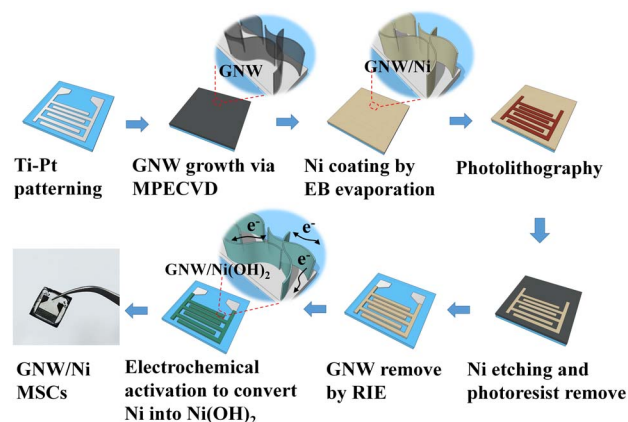 GNW
GNW/Ni
Ti-Pt
patterning
GNW growth via
MPECVD
Ni coating by
EB evaporation
Photolithography
e-
e-
GNW/Ni(OH)2
GNW/Ni
MSCs
Electrochemical
activation to convert
Ni into Ni(OH)2
GNW remove
by RIE
Ni etching and
photoresist remove